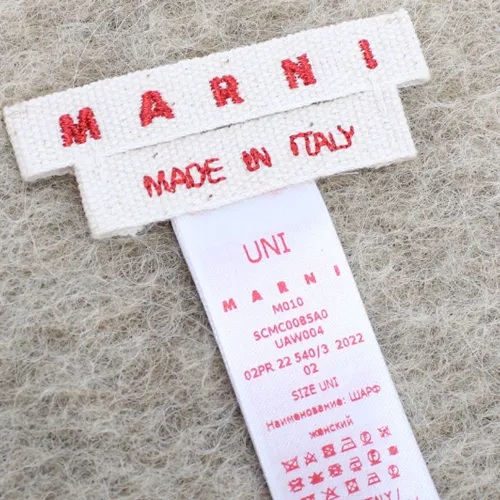 MARNI
MADE IN ITALY
UNI
MARNI
M010
SCMC0085A0
UAW004
02PR 22 540/3 2022
02
SIZE UNI
Наименование: ШАРФ
женский